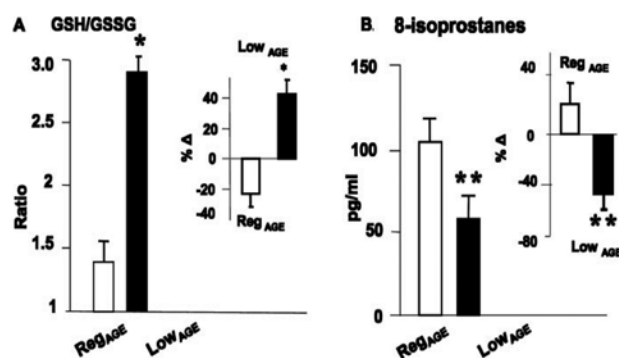 A GSH/GSSG
3.0
2.5
2
1.5
1
Ratio
*
Reg AGE
Low AGE
Low AGE
*
40
20
0
-20
-40
% Δ
Reg AGE
B. 8-isoprostanes
150
100
50
0
pg/ml
**
Reg AGE
Low AGE
Reg AGE
40
0
-40
-80
% Δ
**
Low AGE